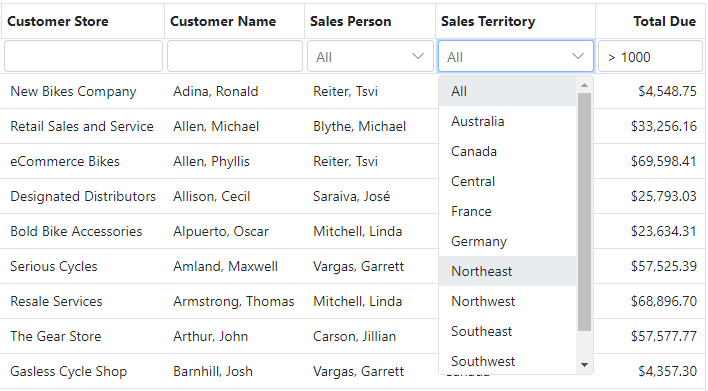 Customer Store Customer Name Sales Person Sales Territory Total Due
All All > 1000
New Bikes Company Adina, Ronald Reiter, Tsvi All $4,548.75
Retail Sales and Service Allen, Michael Blythe, Michael Australia $33,256.16
eCommerce Bikes Allen, Phyllis Reiter, Tsvi Canada $69,598.41
Central
Designated Distributors Allison, Cecil Saraiva, José France $25,793.03
Bold Bike Accessories Alpuerto, Oscar Mitchell, Linda Germany $23,634.31
Serious Cycles Amland, Maxwell Vargas, Garrett Northeast $57,525.39
Resale Services Armstrong, Thomas Mitchell, Linda Northwest $68,896.70
The Gear Store Arthur, John Carson, Jillian Southeast $57,577.77
Southwest
Gasless Cycle Shop Barnhill, Josh Vargas, Garrett $4,357.30